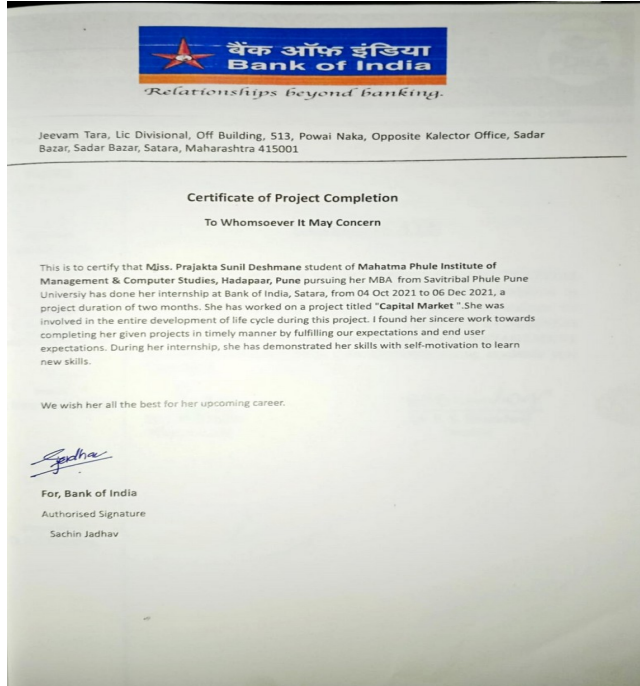 बैंक ऑफ़ इंडिया
Bank of India
Relationships beyond banking.
Jeevam Tara, Lic Divisional, Off Building, 513, Powai Naka, Opposite Kalector Office, Sadar
Bazar, Sadar Bazar, Satara, Maharashtra 415001
Certificate of Project Completion
To Whomsoever It May Concern
This is to certify that Miss. Prajakta Sunil Deshmane student of Mahatma Phule Institute of
Management & Computer Studies, Hadapaar, Pune pursuing her MBA from Savitribal Phule Pune
Universiy has done her internship at Bank of India, Satara, from 04 Oct 2021 to 06 Dec 2021, a
project duration of two months. She has worked on a project titled "Capital Market ".She was
involved in the entire development of life cycle during this project. I found her sincere work towards
completing her given projects in timely manner by fulfilling our expectations and end user
expectations. During her internship, she has demonstrated her skills with self-motivation to learn
new skills.
We wish her all the best for her upcoming career.
For, Bank of India
Authorised Signature
Sachin Jadhav